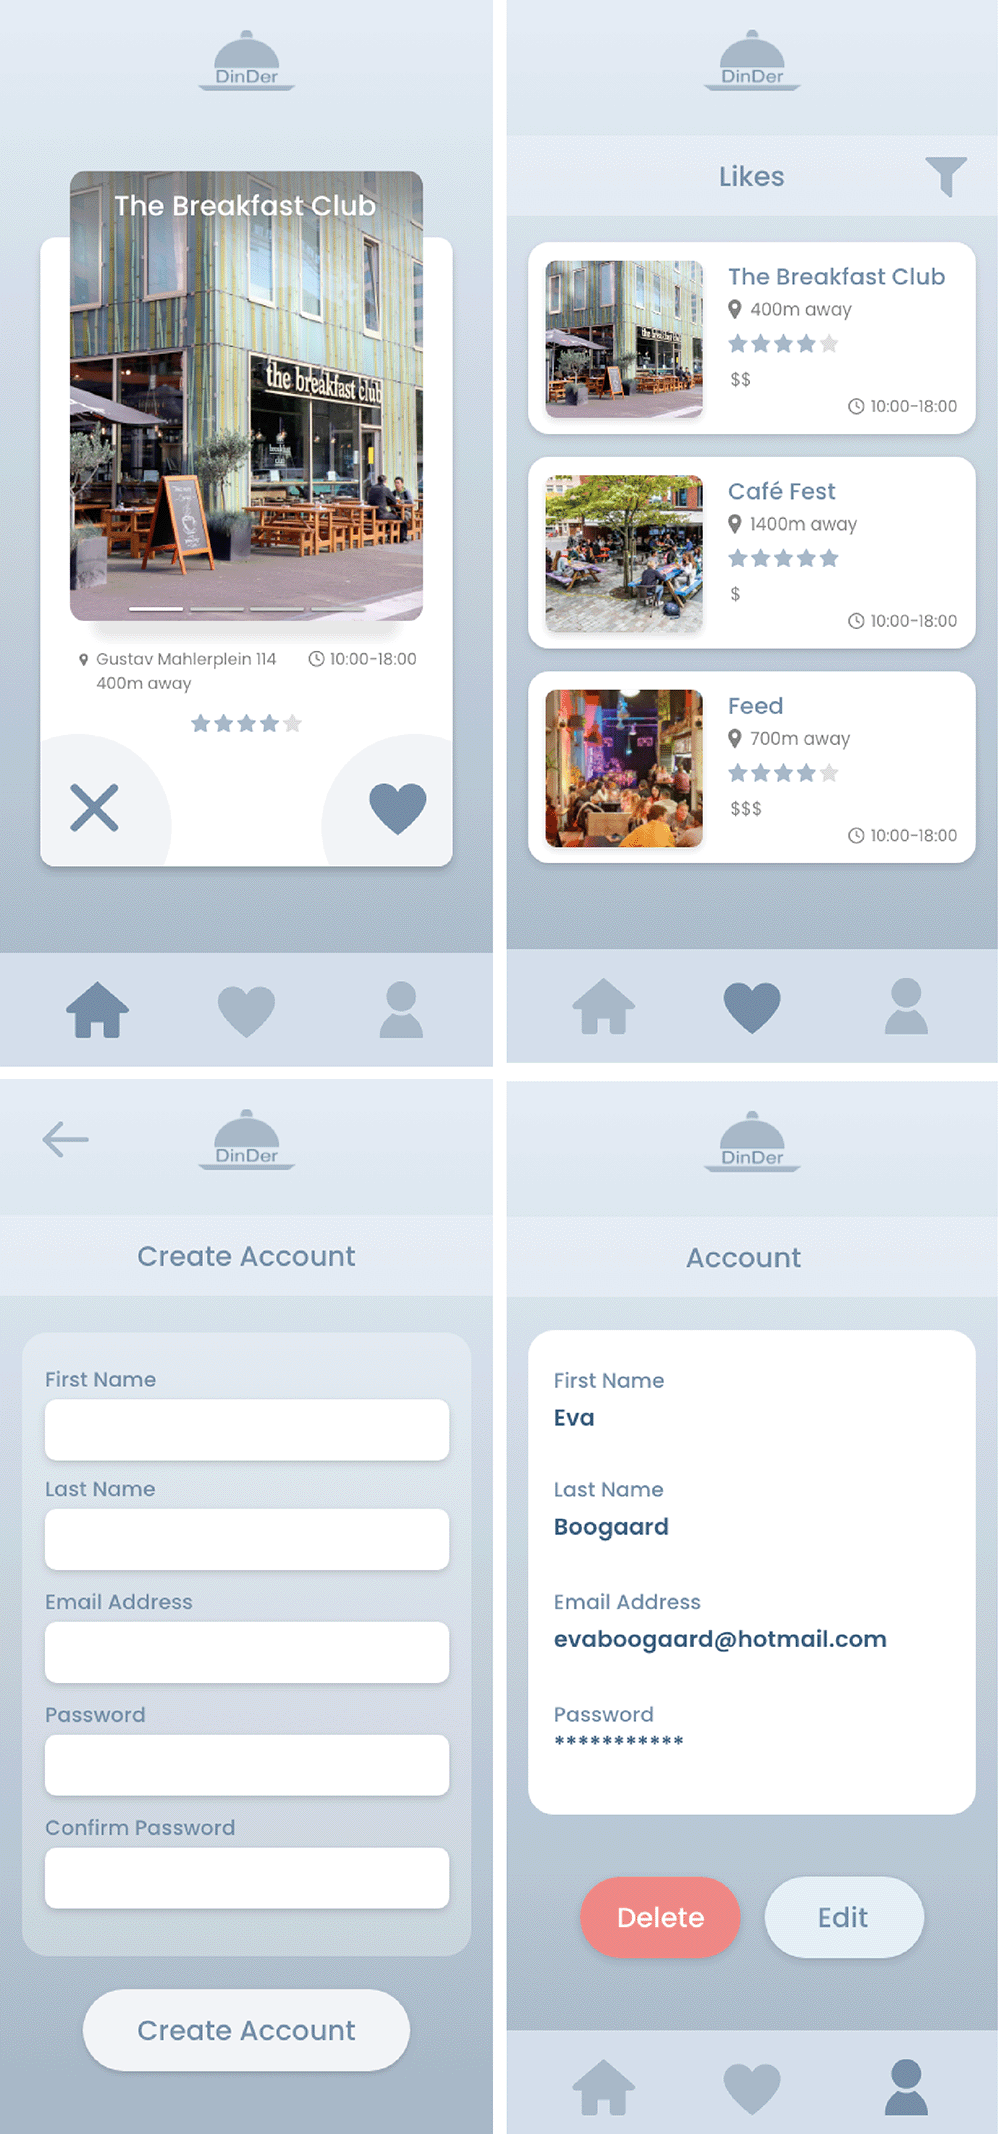 DinDer
The Breakfast Club
the breakfast club
breakfast
club
Gustav Mahlerplein 114
10:00-18:00
400m away
DinDer
Likes
The Breakfast Club
400m away
$$
10:00-18:00
Café Fest
1400m away
$
10:00-18:00
Feed
700m away
$$$
10:00-18:00
DinDer
Create Account
First Name
Last Name
Email Address
Password
Confirm Password
Create Account
DinDer
Account
First Name
Eva
Last Name
Boogaard
Email Address
evaboogaard@hotmail.com
Password
***********
Delete
Edit